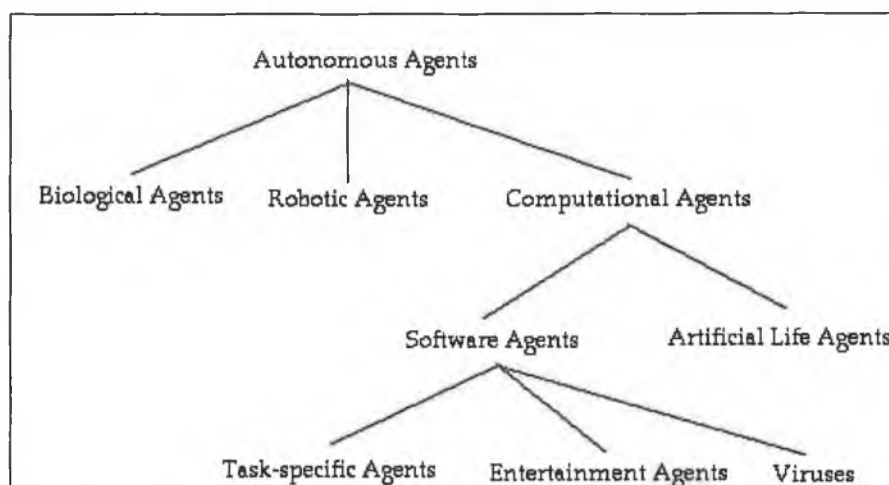 Autonomous Agents
Biological Agents Robotic Agents Computational Agents
Software Agents Artificial Life Agents
Task-specific Agents Entertainment Agents Viruses